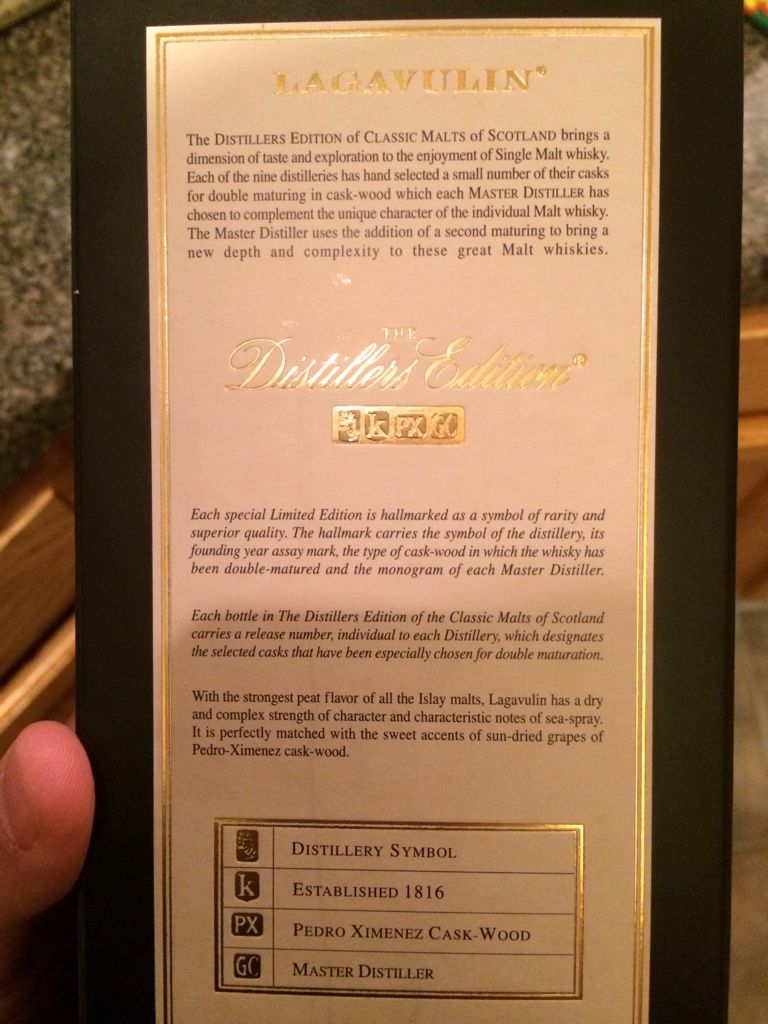 LAGAVULIN®
The DISTILLERS EDITION of CLASSIC MALTS of SCOTLAND brings a
dimension of taste and exploration to the enjoyment of Single Malt whisky.
Each of the nine distilleries has hand selected a small number of their casks
for double maturing in cask-wood which each MASTER DISTILLER has
chosen to complement the unique character of the individual Malt whisky.
The Master Distiller uses the addition of a second maturing to bring a
new depth and complexity to these great Malt whiskies.
THE
Distillers Edition®
k PX GC
Each special Limited Edition is hallmarked as a symbol of rarity and
superior quality. The hallmark carries the symbol of the distillery, its
founding year assay mark, the type of cask-wood in which the whisky has
been double-matured and the monogram of each Master Distiller.
Each bottle in The Distillers Edition of the Classic Malts of Scotland
carries a release number, individual to each Distillery, which designates
the selected casks that have been especially chosen for double maturation.
With the strongest peat flavor of all the Islay malts, Lagavulin has a dry
and complex strength of character and characteristic notes of sea-spray.
It is perfectly matched with the sweet accents of sun-dried grapes of
Pedro-Ximenez cask-wood.
DISTILLERY SYMBOL
k ESTABLISHED 1816
PX PEDRO XIMENEZ CASK-WOOD
GC MASTER DISTILLER